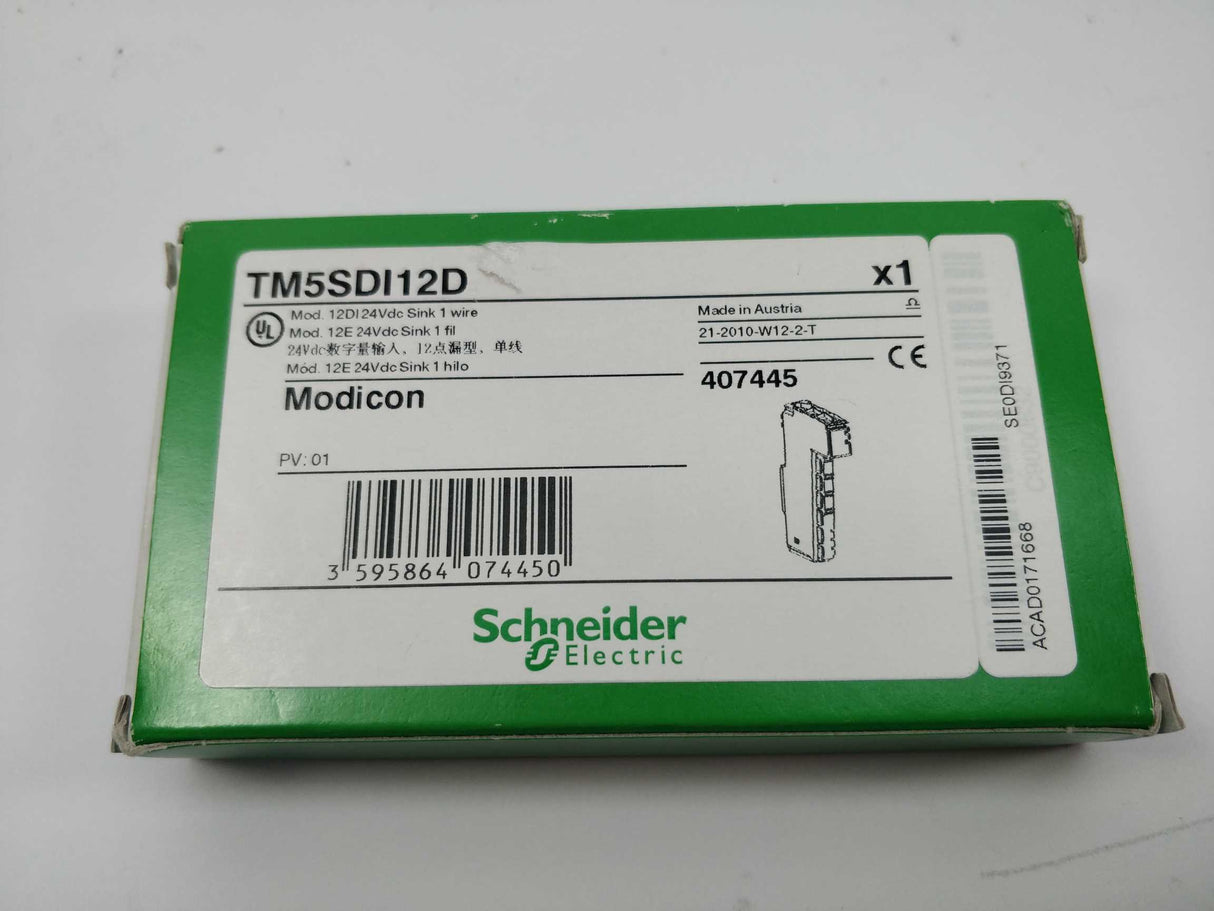 TM5SDI12D
x1
Mod. 12DI 24Vdc Sink 1 wire
Mod. 12E 24Vdc Sink 1 fil
24Vdc数字量输入，12点漏型，单线
Mód. 12E 24Vdc Sink 1 hilo
UL
Modicon
PV: 01
3 595864 074450
Made in Austria
21-2010-W12-2-T
CE
407445
Schneider
Electric
SE0DI9371
ACAD0171668